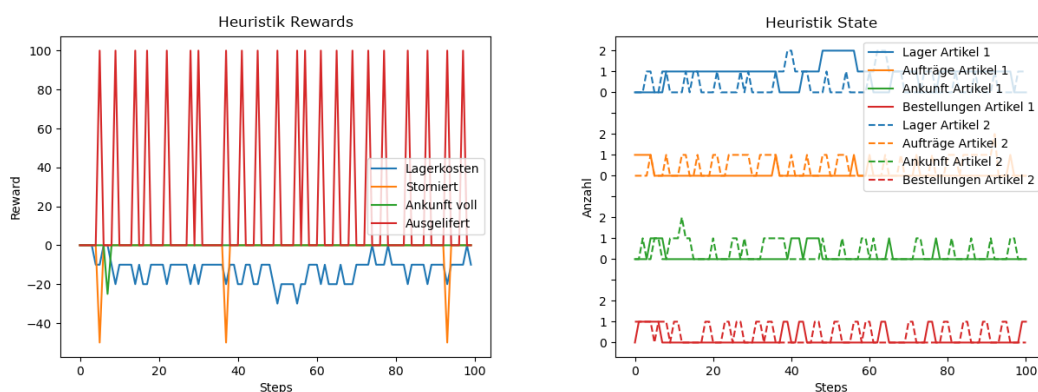 Heuristik Rewards
100
80
60
40
20
0
−20
−40
Reward
0
20
40
60
80
100
Steps
Lagerkosten
Storniert
Ankunft voll
Ausgelifert
Heuristik State
2
1
0
2
1
0
2
1
0
2
1
0
Anzahl
0
20
40
60
80
100
Steps
Lager Artikel 1
Aufträge Artikel 1
Ankunft Artikel 1
Bestellungen Artikel 1
Lager Artikel 2
Aufträge Artikel 2
Ankunft Artikel 2
Bestellungen Artikel 2